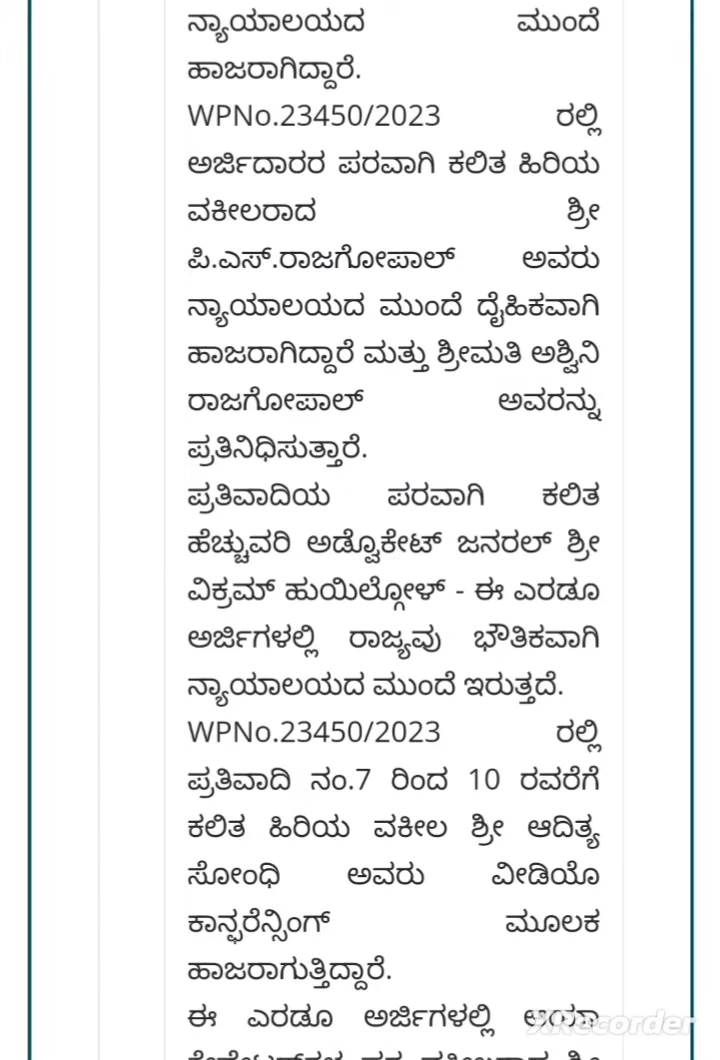 ನ್ಯಾಯಾಲಯದ ಮುಂದೆ
ಹಾಜರಾಗಿದ್ದಾರೆ.
WPNo.23450/2023 ರಲ್ಲಿ
ಅರ್ಜಿದಾರರ ಪರವಾಗಿ ಕಲಿತ ಹಿರಿಯ
ವಕೀಲರಾದ ಶ್ರೀ
ಪಿ.ಎಸ್.ರಾಜಗೋಪಾಲ್ ಅವರು
ನ್ಯಾಯಾಲಯದ ಮುಂದೆ ದೈಹಿಕವಾಗಿ
ಹಾಜರಾಗಿದ್ದಾರೆ ಮತ್ತು ಶ್ರೀಮತಿ ಅಶ್ವಿನಿ
ರಾಜಗೋಪಾಲ್ ಅವರನ್ನು
ಪ್ರತಿನಿಧಿಸುತ್ತಾರೆ.
ಪ್ರತಿವಾದಿಯ ಪರವಾಗಿ ಕಲಿತ
ಹೆಚ್ಚುವರಿ ಅಡ್ವೊಕೇಟ್ ಜನರಲ್ ಶ್ರೀ
ವಿಕ್ರಮ್ ಹುಯಿಲ್ಗೋಳ್ - ಈ ಎರಡೂ
ಅರ್ಜಿಗಳಲ್ಲಿ ರಾಜ್ಯವು ಭೌತಿಕವಾಗಿ
ನ್ಯಾಯಾಲಯದ ಮುಂದೆ ಇರುತ್ತದೆ.
WPNo.23450/2023 ರಲ್ಲಿ
ಪ್ರತಿವಾದಿ ನಂ.7 ರಿಂದ 10 ರವರೆಗೆ
ಕಲಿತ ಹಿರಿಯ ವಕೀಲ ಶ್ರೀ ಆದಿತ್ಯ
ಸೋಂಧಿ ಅವರು ವೀಡಿಯೊ
ಕಾನ್ಫರೆನ್ಸಿಂಗ್ ಮೂಲಕ
ಹಾಜರಾಗುತ್ತಿದ್ದಾರೆ.
ಈ ಎರಡೂ ಅರ್ಜಿಗಳಲ್ಲಿ ಆಯಾ
XRecorder